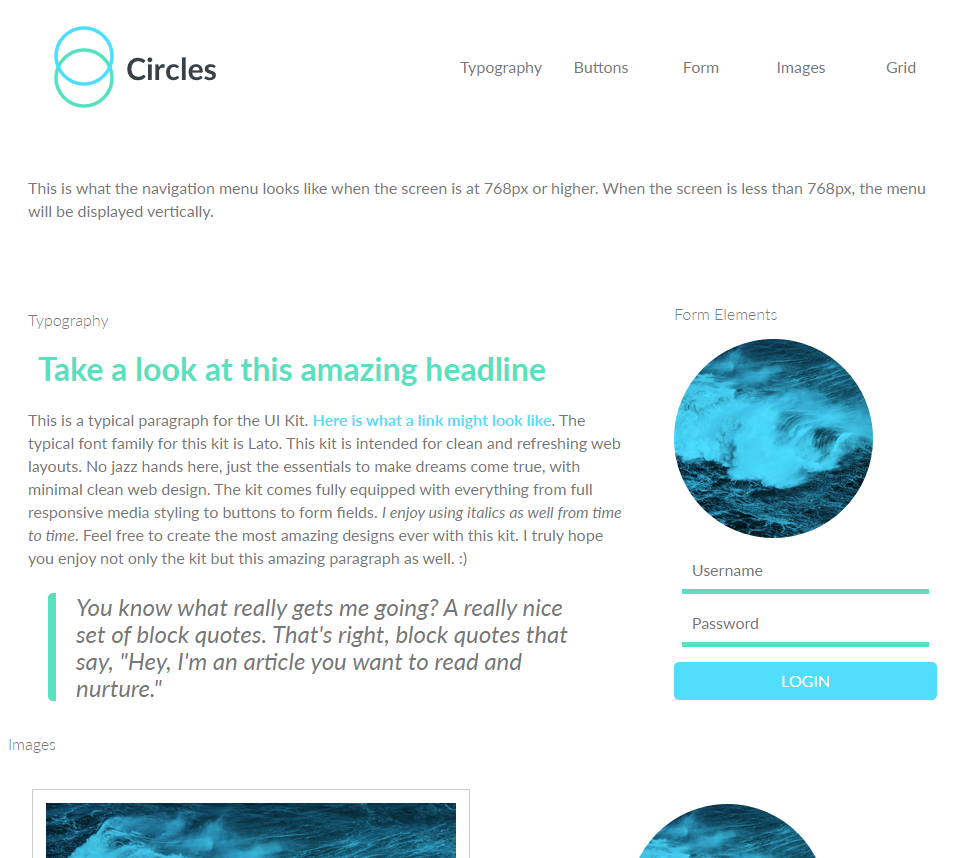 Circles
Typography Buttons Form Images Grid
This is what the navigation menu looks like when the screen is at 768px or higher. When the screen is less than 768px, the menu
will be displayed vertically.
Typography
Take a look at this amazing headline
This is a typical paragraph for the UI Kit. Here is what a link might look like. The
typical font family for this kit is Lato. This kit is intended for clean and refreshing web
layouts. No jazz hands here, just the essentials to make dreams come true, with
minimal clean web design. The kit comes fully equipped with everything from full
responsive media styling to buttons to form fields. I enjoy using italics as well from time
to time. Feel free to create the most amazing designs ever with this kit. I truly hope
you enjoy not only the kit but this amazing paragraph as well. :)
You know what really gets me going? A really nice
set of block quotes. That's right, block quotes that
say, "Hey, I'm an article you want to read and
nurture."
Form Elements
Username
Password
LOGIN
Images